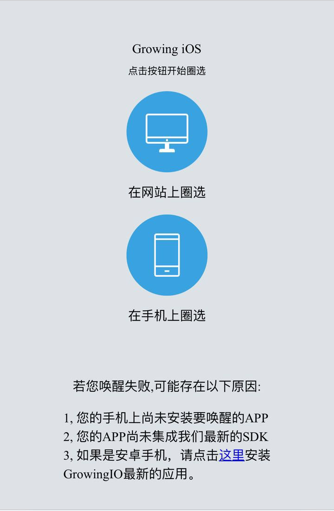 Growing iOS
点击按钮开始圈选
在网站上圈选
在手机上圈选
若您唤醒失败,可能存在以下原因:
1, 您的手机上尚未安装要唤醒的APP
2, 您的APP尚未集成我们最新的SDK
3, 如果是安卓手机，请点击这里安装
GrowingIO最新的应用。